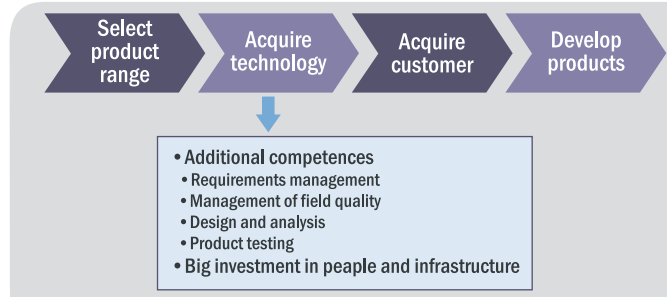 Select
product
range
Acquire
technology
Acquire
customer
Develop
products
• Additional competences
• Requirements management
• Management of field quality
• Design and analysis
• Product testing
• Big investment in peaple and infrastructure